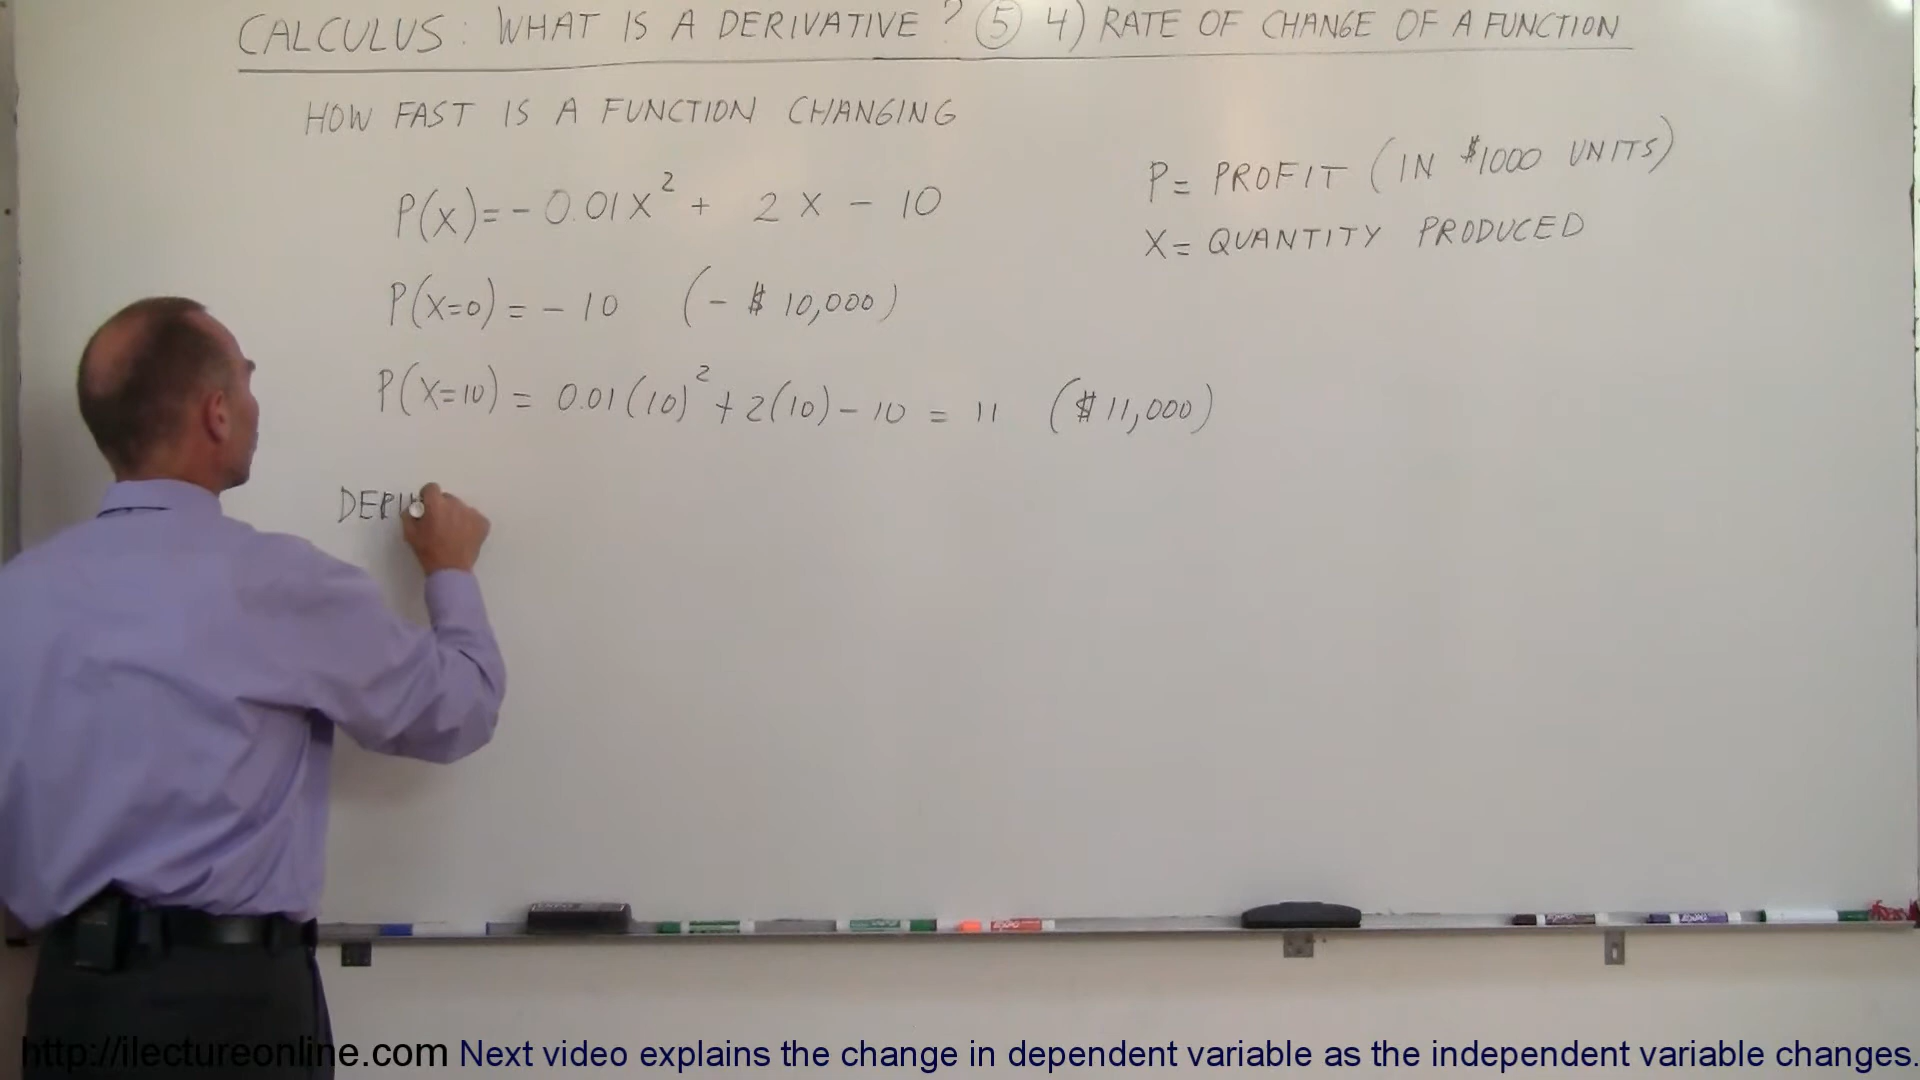 CALCULUS: WHAT IS A DERIVATIVE? ⑤ 4) RATE OF CHANGE OF A FUNCTION
HOW FAST IS A FUNCTION CHANGING
P(X)=-0.01X² + 2X - 10
P = PROFIT (IN $1000 UNITS)
X = QUANTITY PRODUCED
P(X=0) = -10 (-$10,000)
P(X=10) = 0.01(10)² + 2(10) - 10 = 11 ($11,000)
http://ilectureonline.com Next video explains the change in dependent variable as the independent variable changes.